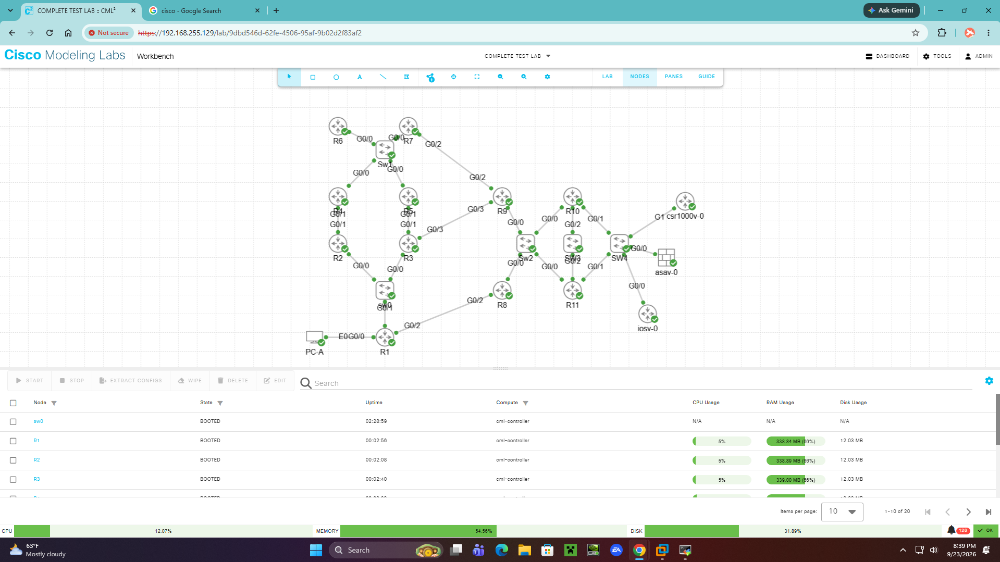 COMPLETE TEST LAB :: CML²
cisco - Google Search
Ask Gemini
Not secure
https://192.168.255.129/lab/9dbd546d-62fe-4506-95af-9b02d2f83af2
Cisco Modeling Labs
Workbench
COMPLETE TEST LAB
DASHBOARD
TOOLS
ADMIN
A
LAB
NODES
PANES
GUIDE
R6
G0/0
G0/0
R7
G0/2
Sw1
G0/0
G0/0
G0/2
R4
G0/1
G0/1
R5
G0/1
G0/1
G0/3
G0/3
R9
G0/0
R10
G0/0
G0/1
G0/2
G1
csr1000v-0
R2
R3
G0/0
G0/0
Sw2
G0/0
G0/0
SW3
G0/2
G0/1
SW4
G0/0
asav-0
G0/0
sw0
G0/1
G0/2
R8
R11
iosv-0
G0/2
E0
G0/0
PC-A
R1
START
STOP
EXTRACT CONFIGS
WIPE
DELETE
EDIT
Search
Node State Uptime Compute CPU Usage RAM Usage Disk Usage
sw0 BOOTED 02:28:59 cml-controller N/A N/A N/A
R1 BOOTED 00:02:56 cml-controller 5% 338.84 MB (66%) 12.03 MB
R2 BOOTED 00:02:08 cml-controller 5% 338.89 MB (66%) 12.03 MB
R3 BOOTED 00:02:40 cml-controller 5% 339.00 MB (66%) 12.03 MB
Items per page: 10 1-10 of 20
CPU 12.07% MEMORY 54.56% DISK 31.89% 126 OK
63°F
Mostly cloudy
Search
EA
8:39 PM
9/23/2026